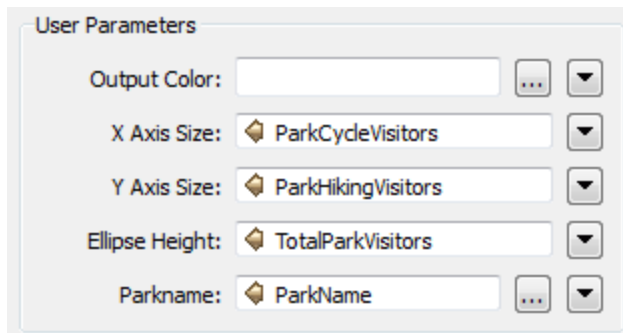 User Parameters
Output Color: ...
X Axis Size: ParkCycleVisitors
Y Axis Size: ParkHikingVisitors
Ellipse Height: TotalParkVisitors
Parkname: ParkName ...